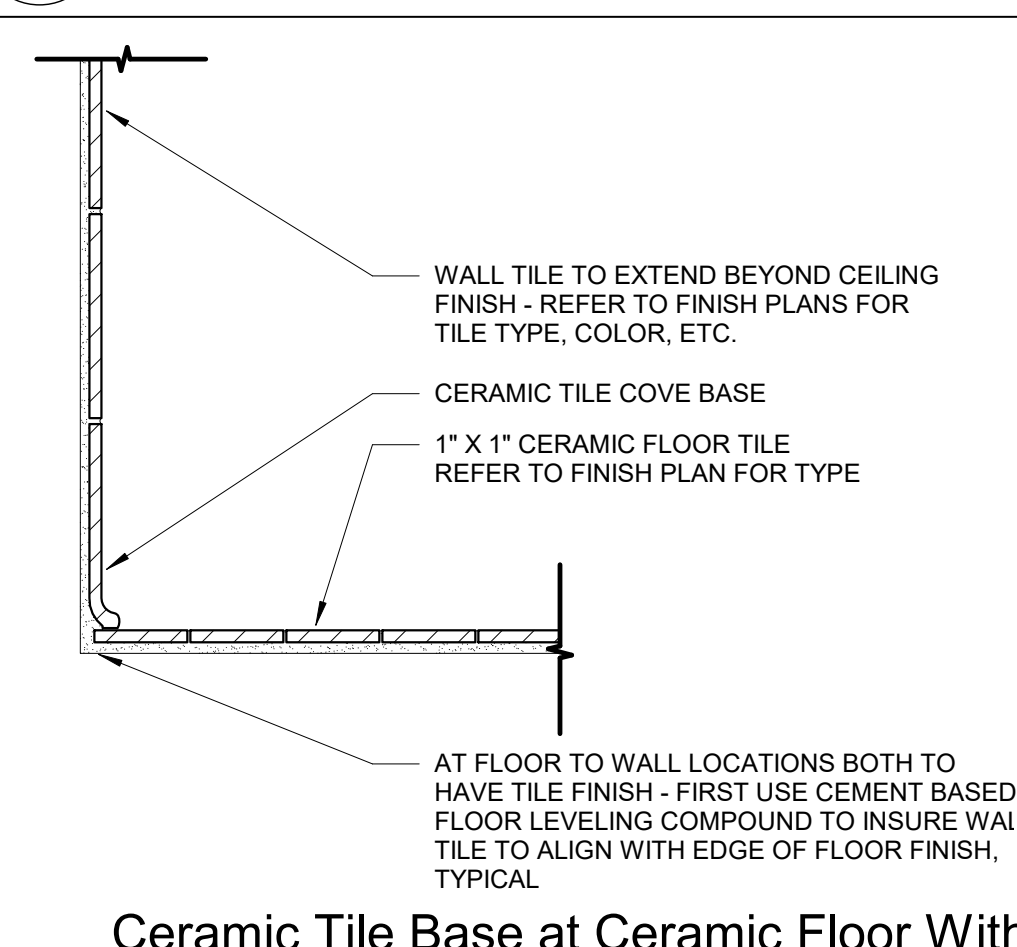 WALL TILE TO EXTEND BEYOND CEILING
FINISH - REFER TO FINISH PLANS FOR
TILE TYPE, COLOR, ETC.
CERAMIC TILE COVE BASE
1" X 1" CERAMIC FLOOR TILE
REFER TO FINISH PLAN FOR TYPE
AT FLOOR TO WALL LOCATIONS BOTH TO
HAVE TILE FINISH - FIRST USE CEMENT BASED
FLOOR LEVELING COMPOUND TO INSURE WAL
TILE TO ALIGN WITH EDGE OF FLOOR FINISH,
TYPICAL
Ceramic Tile Base at Ceramic Floor With